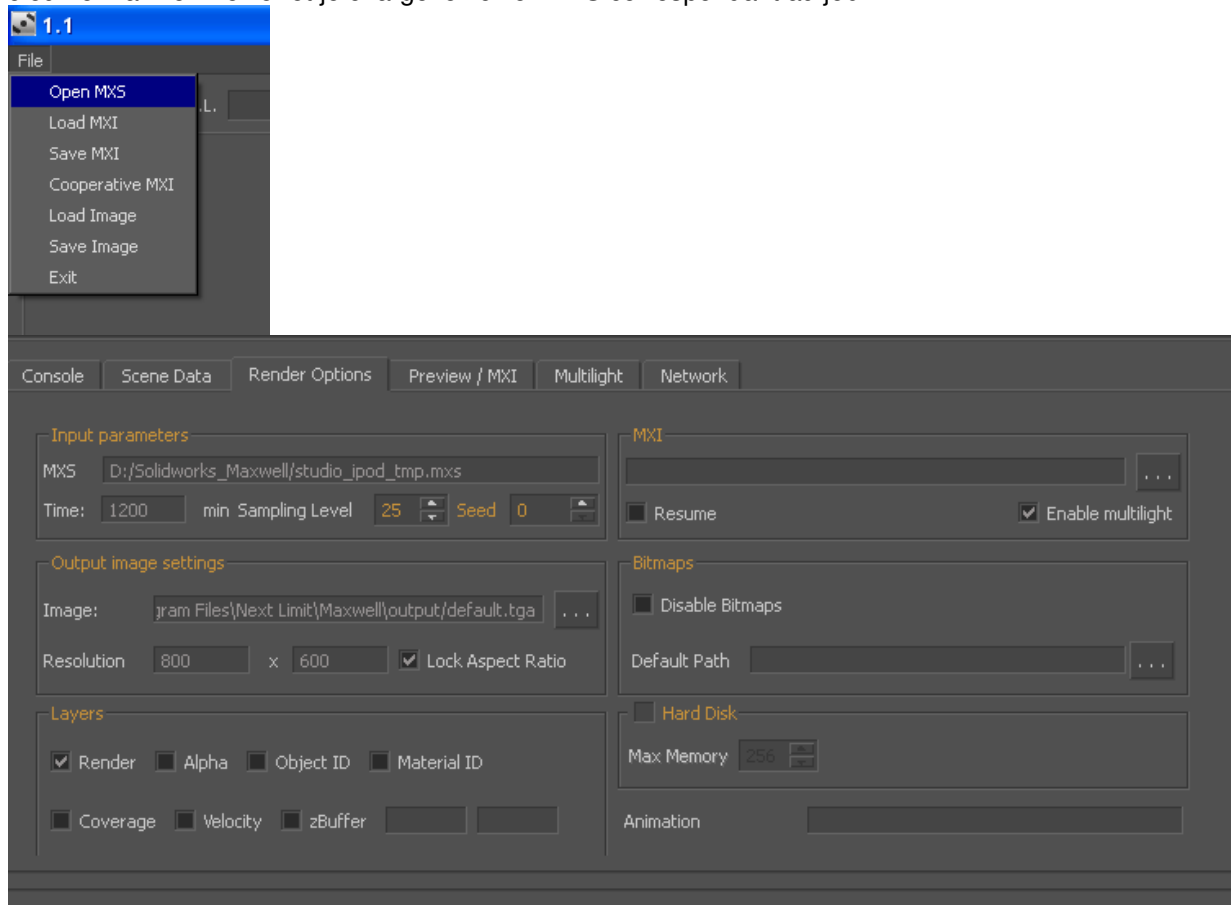 1.1
File
Open MXS
.L.
Load MXI
Save MXI
Cooperative MXI
Load Image
Save Image
Exit
Console Scene Data Render Options Preview / MXI Multilight Network
Input parameters
MXS D:/Solidworks_Maxwell/studio_ipod_tmp.mxs
Time: 1200 min Sampling Level 25 Seed 0
MXI
...
Resume Enable multilight
Output image settings
Image: gram Files\Next Limit\Maxwell\output/default.tga ...
Resolution 800 x 600 Lock Aspect Ratio
Bitmaps
Disable Bitmaps
Default Path ...
Layers
Render Alpha Object ID Material ID
Coverage Velocity zBuffer
Hard Disk
Max Memory 256
Animation